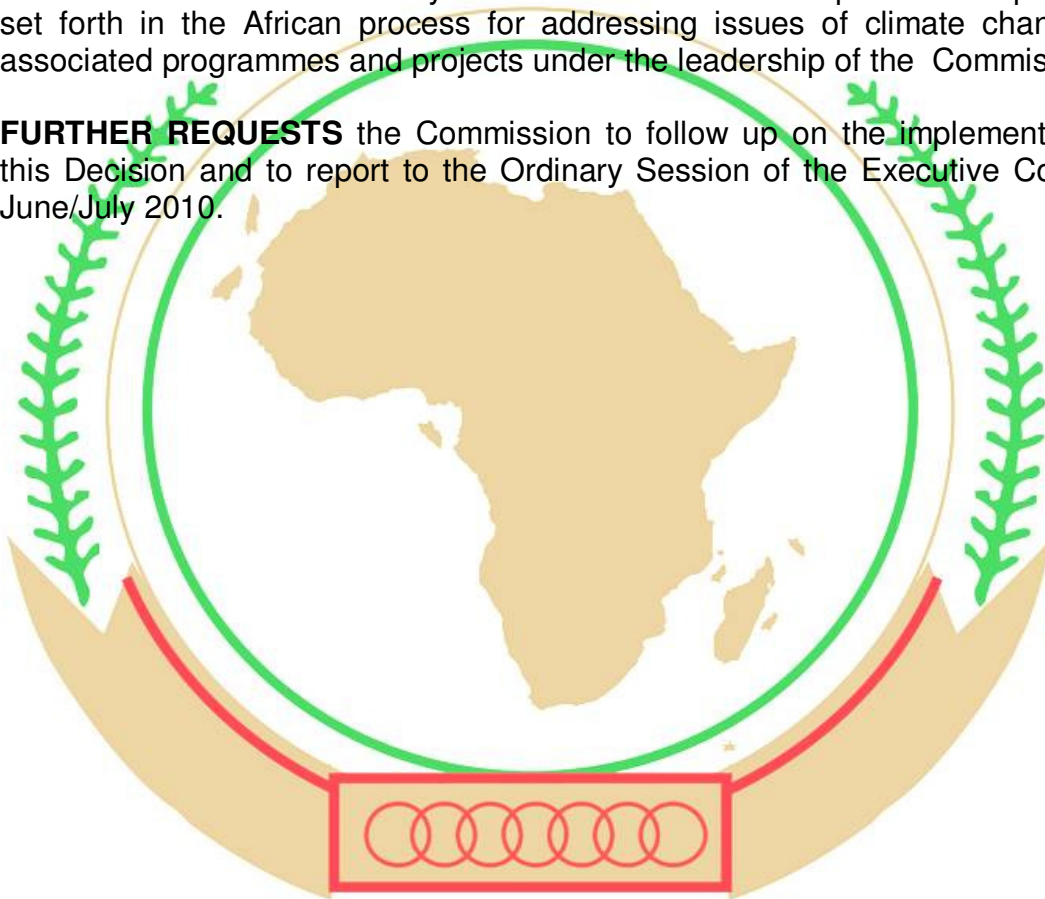 set forth in the African process for addressing issues of climate
associated programmes and projects under the leadership of the
FURTHER REQUESTS the Commission to follow up on the
this Decision and to report to the Ordinary Session of the Executive
June/July 2010.